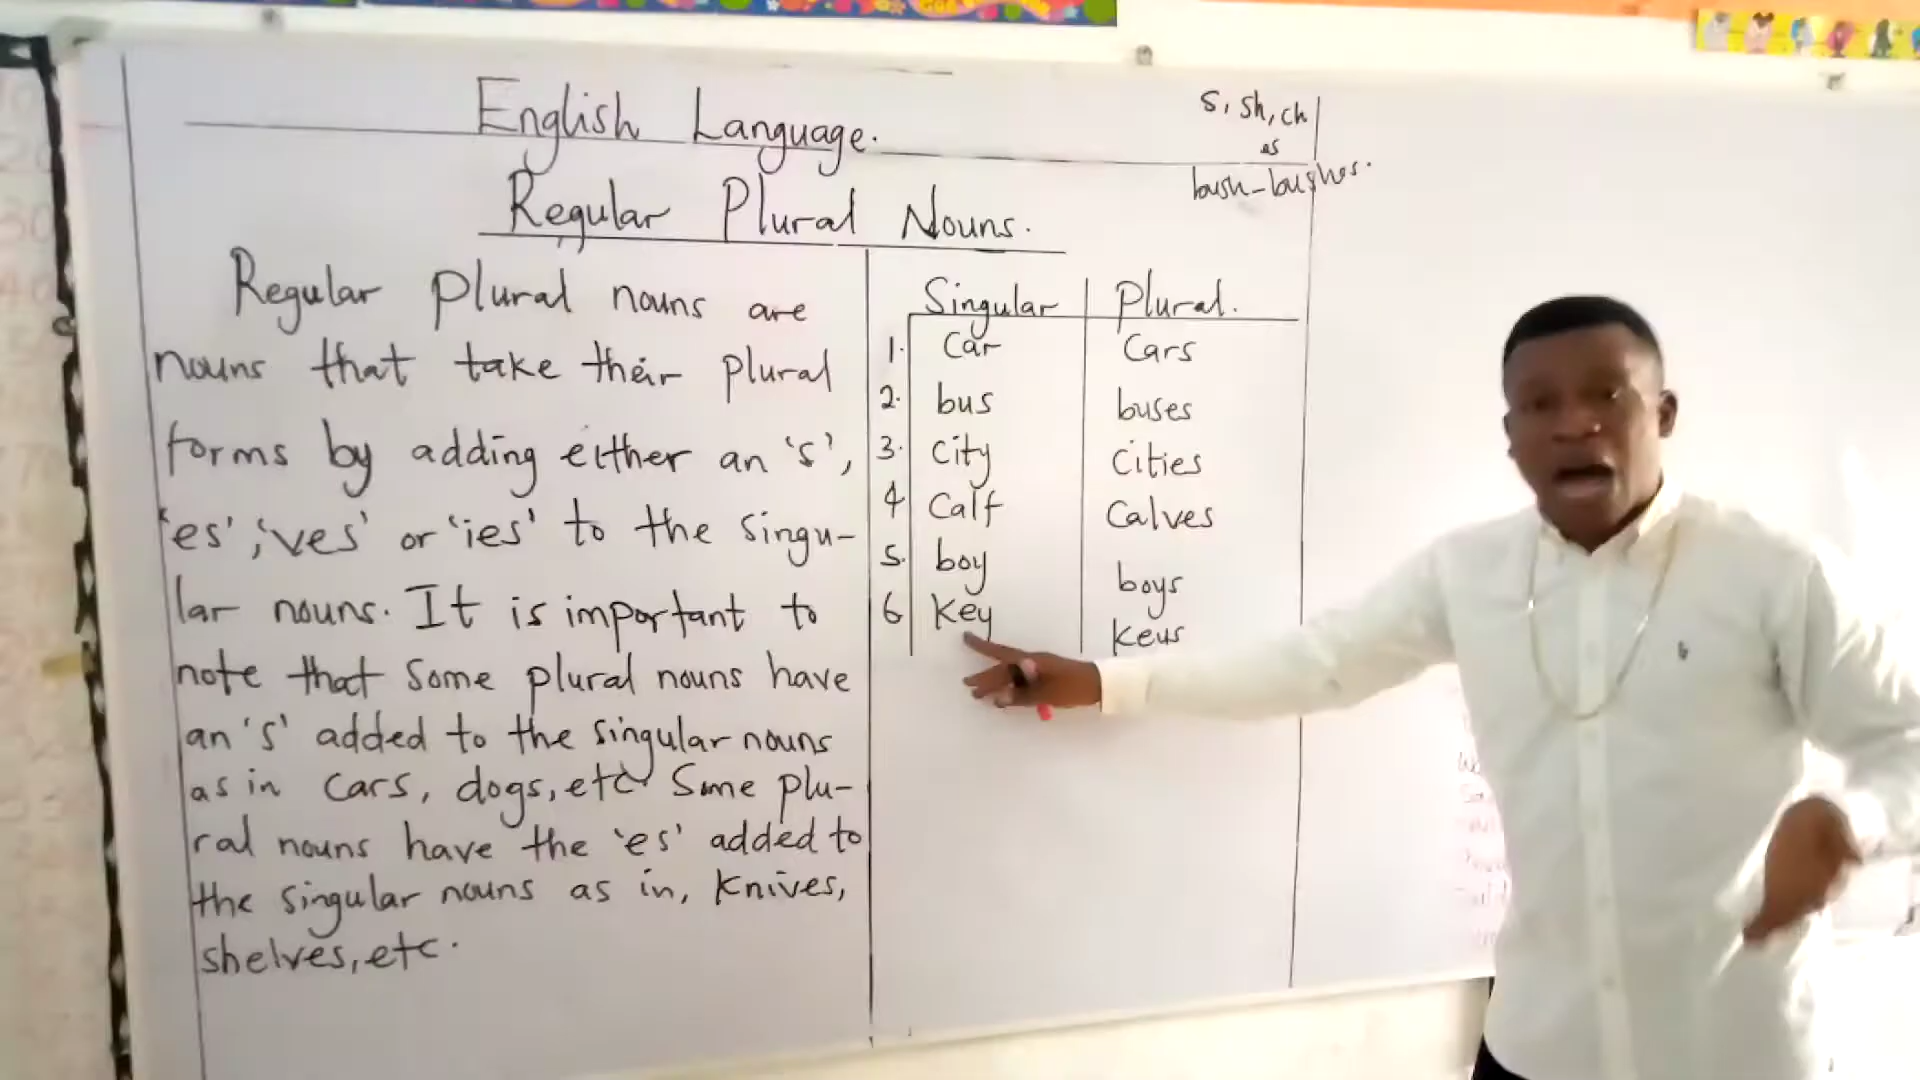 English Language.
s, sh, ch
es
bush-bushes.
Regular Plural Nouns.
Regular plural nouns are
nouns that take their plural
forms by adding either an 's',
'es', 'ves' or 'ies' to the singu-
lar nouns. It is important to
note that some plural nouns have
an 's' added to the singular nouns
as in cars, dogs, etc. Some plu-
ral nouns have the 'es' added to
the singular nouns as in, knives,
shelves, etc.
Singular Plural.
1. Car Cars
2. bus buses
3. City Cities
4 Calf Calves
5. boy boys
6 Key Keys